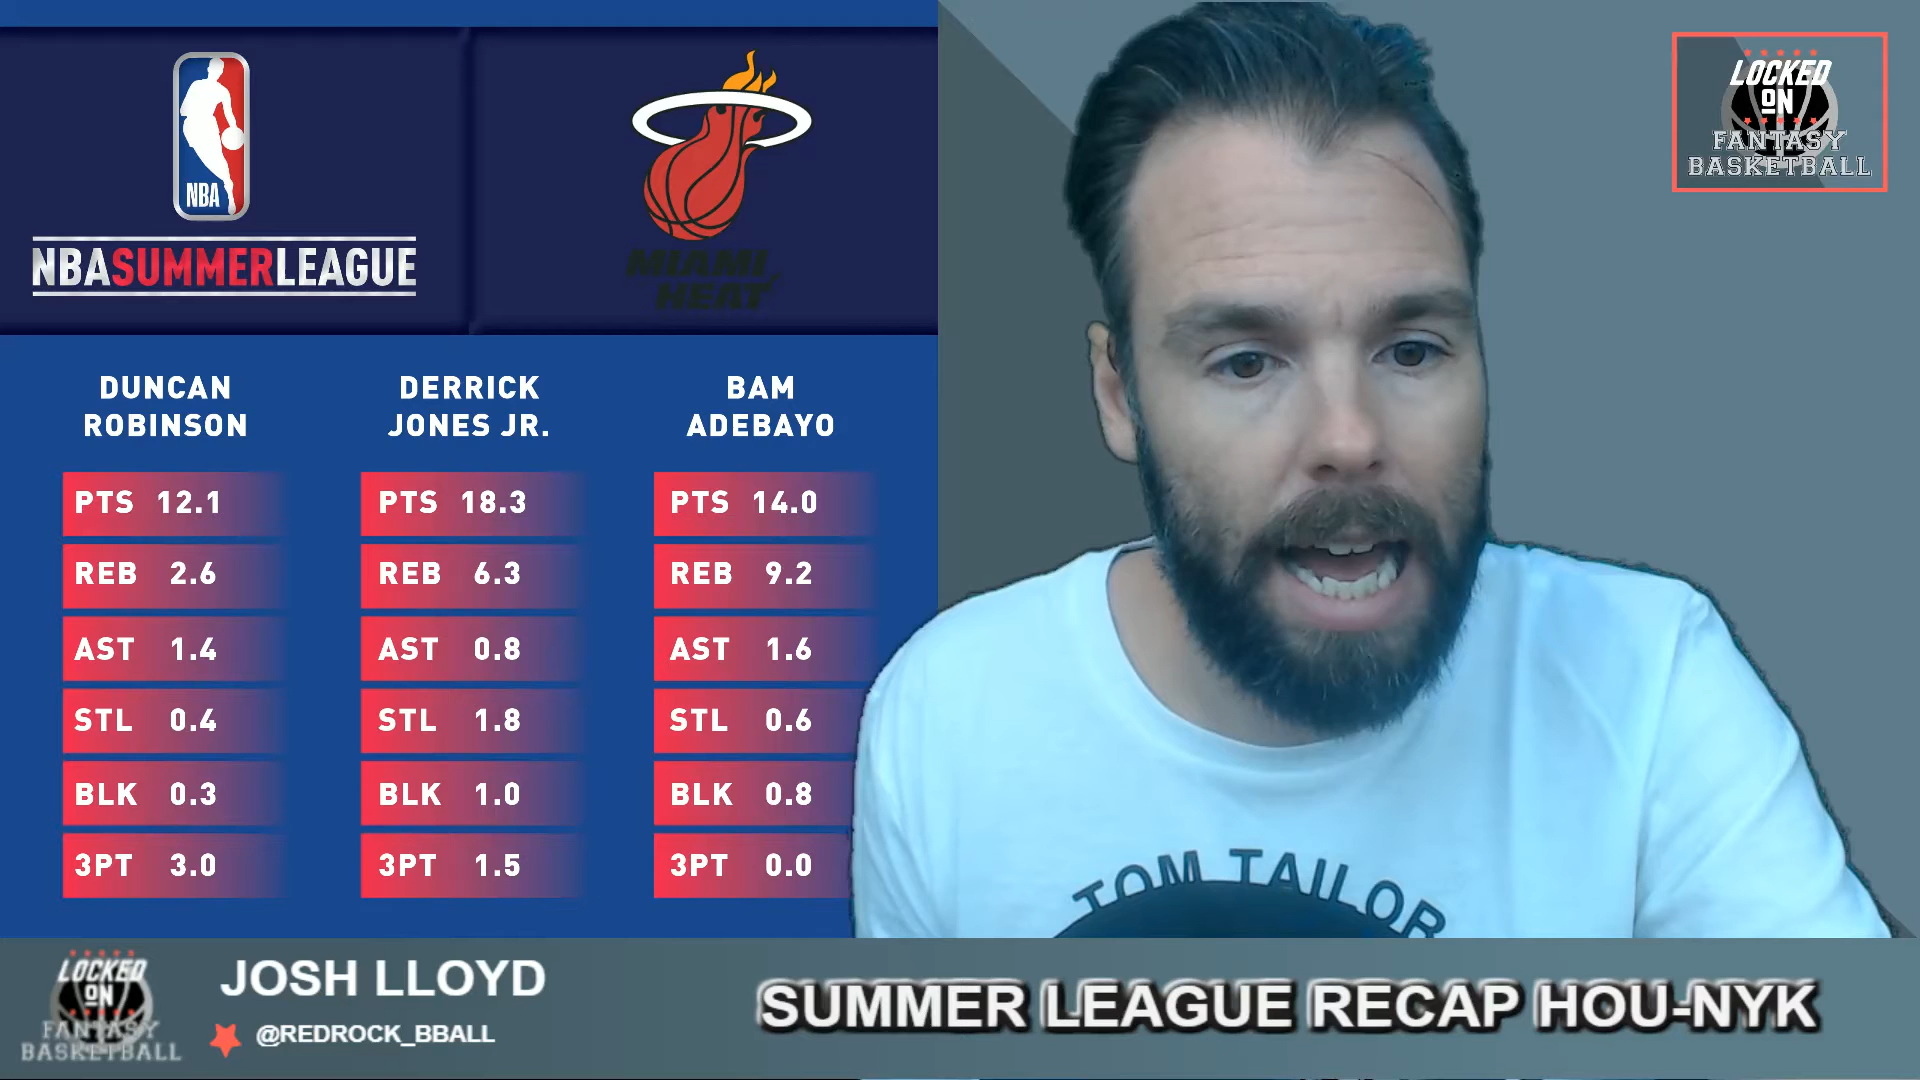 NBA
NBASUMMERLEAGUE
MIAMI
HEAT
LOCKED
ON
FANTASY
BASKETBALL
DUNCAN
ROBINSON
PTS 12.1
REB 2.6
AST 1.4
STL 0.4
BLK 0.3
3PT 3.0
DERRICK
JONES JR.
PTS 18.3
REB 6.3
AST 0.8
STL 1.8
BLK 1.0
3PT 1.5
BAM
ADEBAYO
PTS 14.0
REB 9.2
AST 1.6
STL 0.6
BLK 0.8
3PT 0.0
TOM TAILOR
LOCKED
ON
FANTASY
BASKETBALL
JOSH LLOYD
@REDROCK_BBALL
SUMMER LEAGUE RECAP HOU-NYK